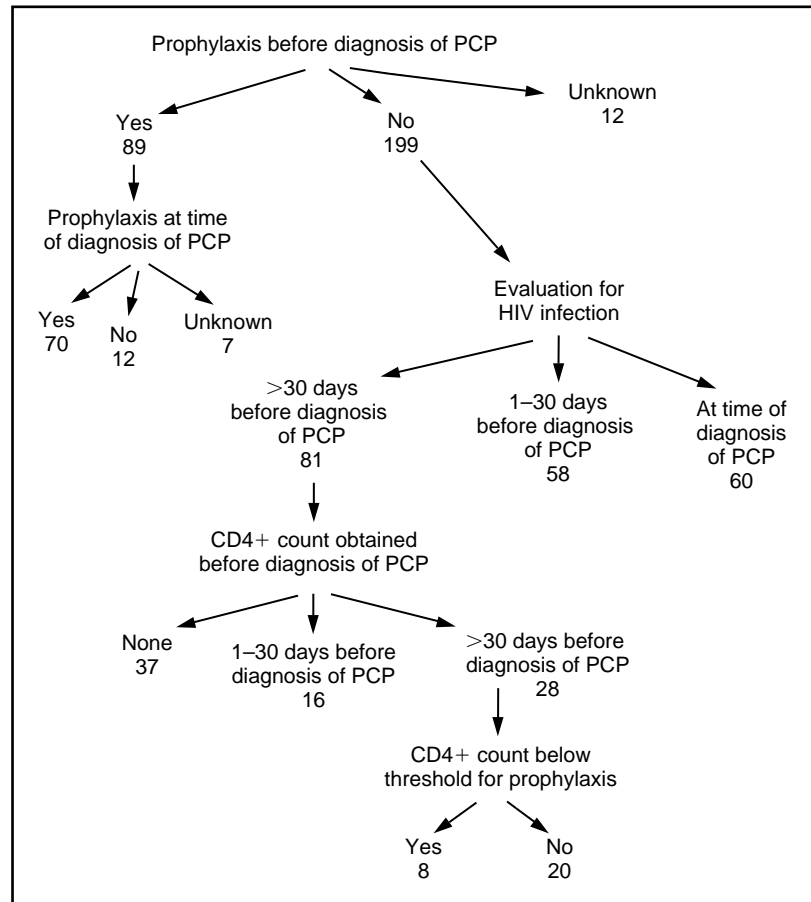 Prophylaxis before diagnosis of PCP
Yes
89
No
199
Unknown
12
Prophylaxis at time
of diagnosis of PCP
Yes
70
No
12
Unknown
7
Evaluation for
HIV infection
>30 days
before diagnosis
of PCP
81
1–30 days
before diagnosis
of PCP
58
At time of
diagnosis
of PCP
60
CD4+ count obtained
before diagnosis of PCP
None
37
1–30 days before
diagnosis of PCP
16
>30 days before
diagnosis of PCP
28
CD4+ count below
threshold for prophylaxis
Yes
8
No
20